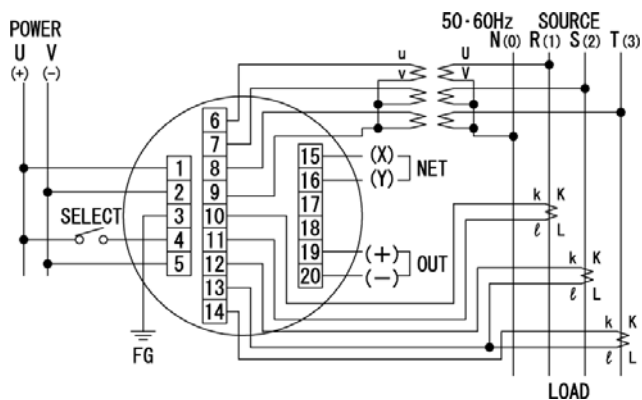 POWER
U V
(+) (−)
50·60Hz SOURCE
N(0) R(1) S(2) T(3)
u U
v V
6
7
8
9
10
11
12
13
14
1
2
3
4
5
SELECT
FG
15 (X)
16 (Y)
NET
17
18
19 (+)
20 (−)
OUT
k K
ℓ L
k K
ℓ L
k K
ℓ L
LOAD